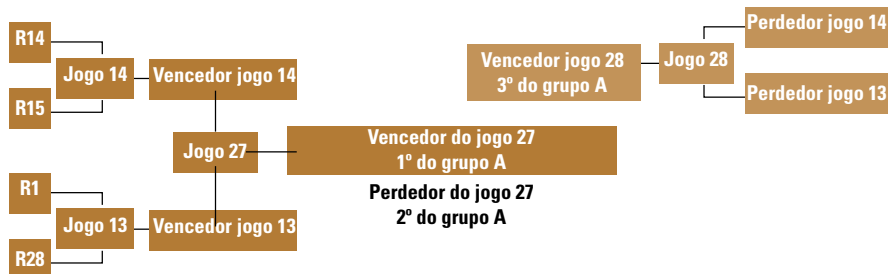 R14
Jogo 14
Vencedor jogo 14
R15
Jogo 27
Vencedor do jogo 27
1º do grupo A
Perdedor do jogo 27
2º do grupo A
R1
Jogo 13
Vencedor jogo 13
R28
Vencedor jogo 28
3º do grupo A
Jogo 28
Perdedor jogo 14
Perdedor jogo 13